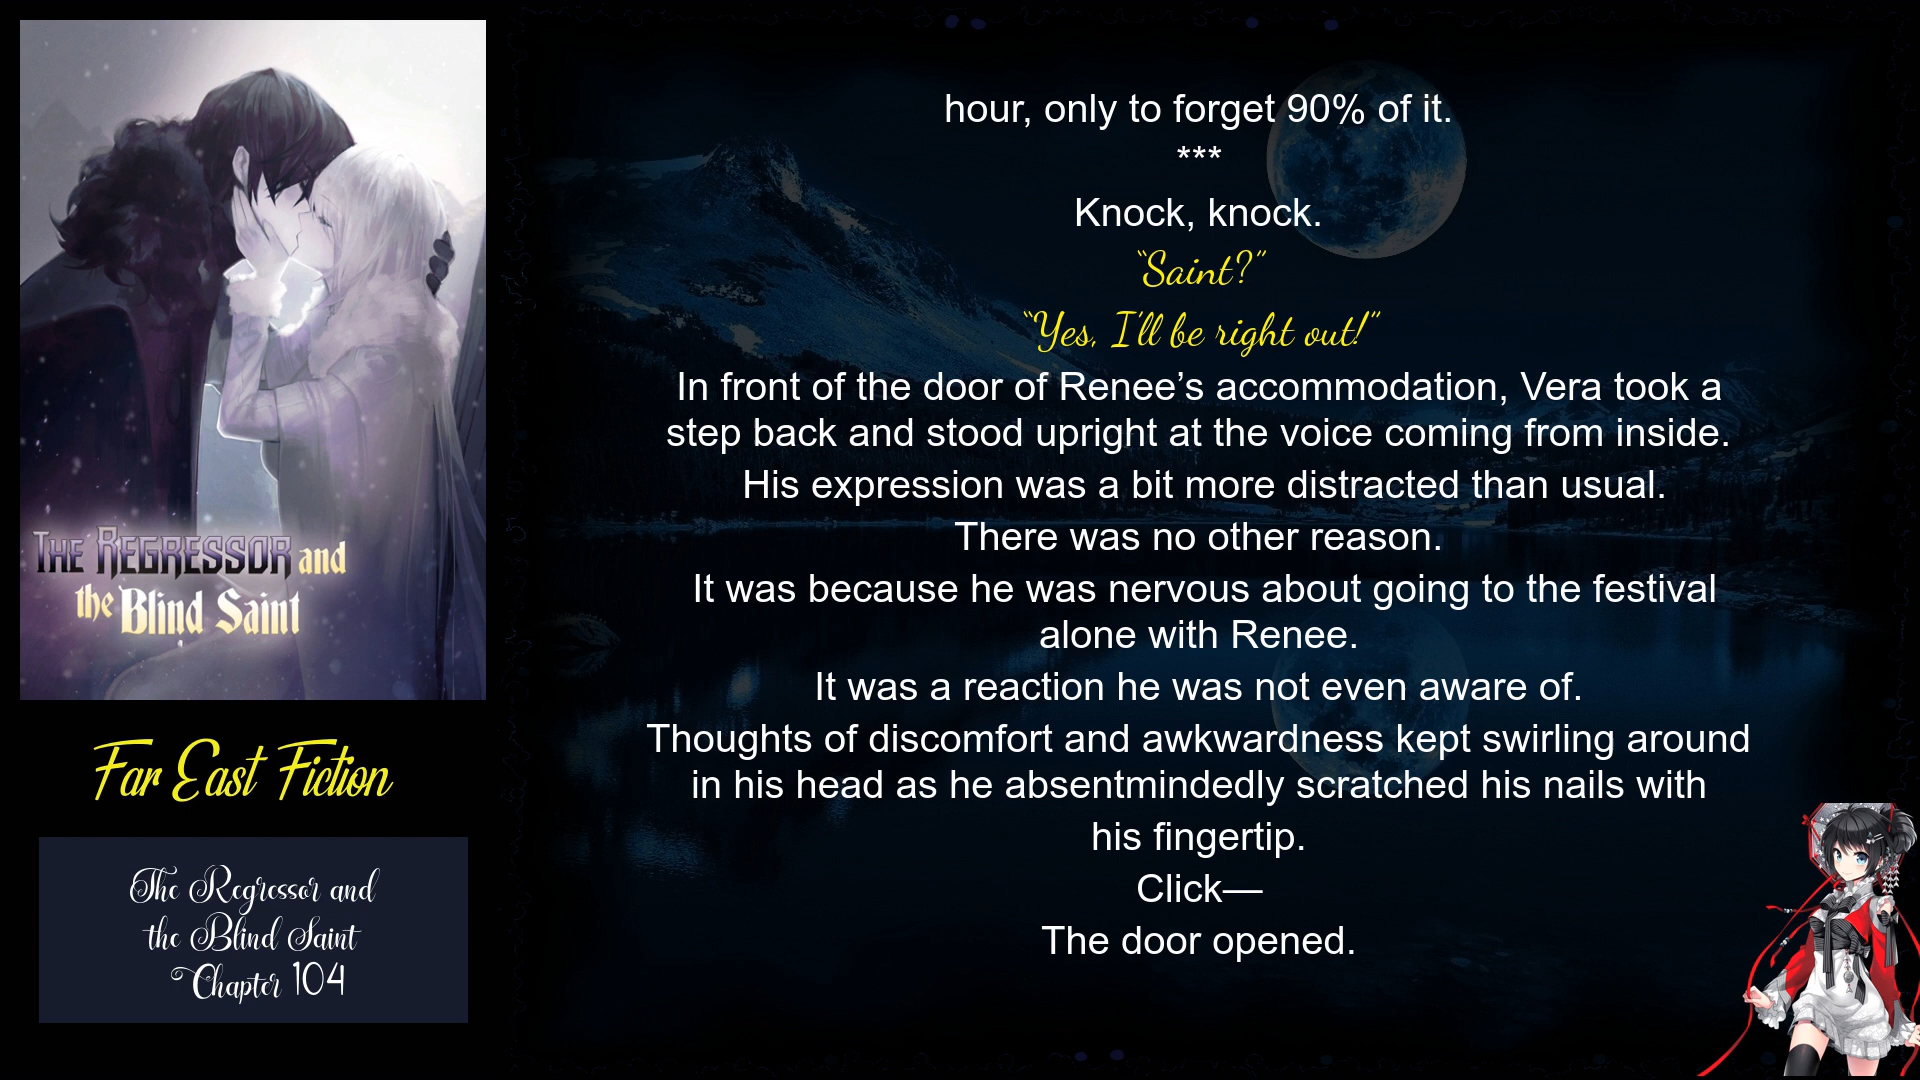 THE REGRESSOR and
the Blind Saint
Far East Fiction
The Regressor and
the Blind Saint
Chapter 104
hour, only to forget 90% of it.
***
Knock, knock.
“Saint?”
“Yes, I’ll be right out!”
In front of the door of Renee’s accommodation, Vera took a
step back and stood upright at the voice coming from inside.
His expression was a bit more distracted than usual.
There was no other reason.
It was because he was nervous about going to the festival
alone with Renee.
It was a reaction he was not even aware of.
Thoughts of discomfort and awkwardness kept swirling around
in his head as he absentmindedly scratched his nails with
his fingertip.
Click—
The door opened.